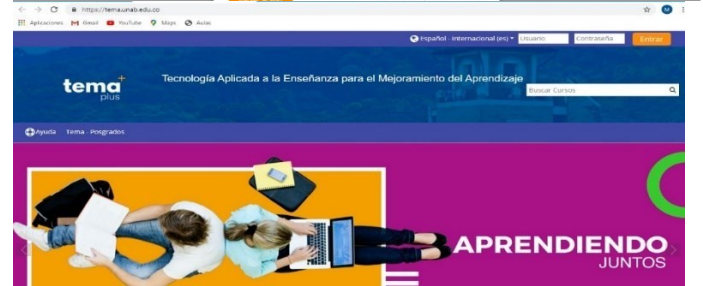 https://tema.unab.edu.co
Aplicaciones Gmail YouTube Maps Aulas
Español - Internacional (es) Usuario Contraseña Entrar
tema+
plus
Tecnología Aplicada a la Enseñanza para el Mejoramiento del Aprendizaje
Buscar Cursos
Ayuda Tema - Posgrados
APRENDIENDO
JUNTOS